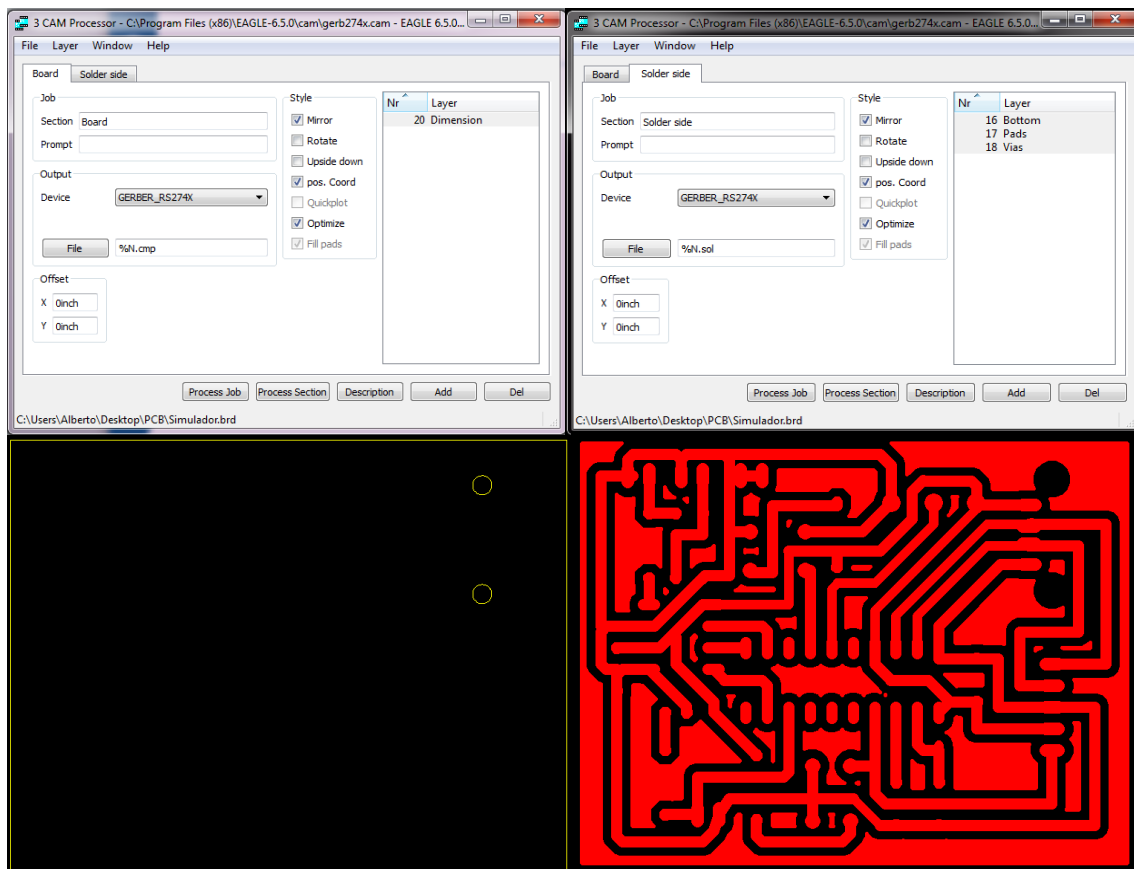 3 CAM Processor - C:\Program Files (x86)\EAGLE-6.5.0\cam\gerb274x.cam - EAGLE 6.5.0...
File Layer Window Help
Board Solder side
Job
Section Board
Prompt
Output
Device GERBER_RS274X
File %N.cmp
Offset
X 0inch
Y 0inch
Style
Mirror
Rotate
Upside down
pos. Coord
Quickplot
Optimize
Fill pads
Nr Layer
20 Dimension
Process Job Process Section Description Add Del
C:\Users\Alberto\Desktop\PCB\Simulador.brd
3 CAM Processor - C:\Program Files (x86)\EAGLE-6.5.0\cam\gerb274x.cam - EAGLE 6.5.0...
File Layer Window Help
Board Solder side
Job
Section Solder side
Prompt
Output
Device GERBER_RS274X
File %N.sol
Offset
X 0inch
Y 0inch
Style
Mirror
Rotate
Upside down
pos. Coord
Quickplot
Optimize
Fill pads
Nr Layer
16 Bottom
17 Pads
18 Vias
Process Job Process Section Description Add Del
C:\Users\Alberto\Desktop\PCB\Simulador.brd